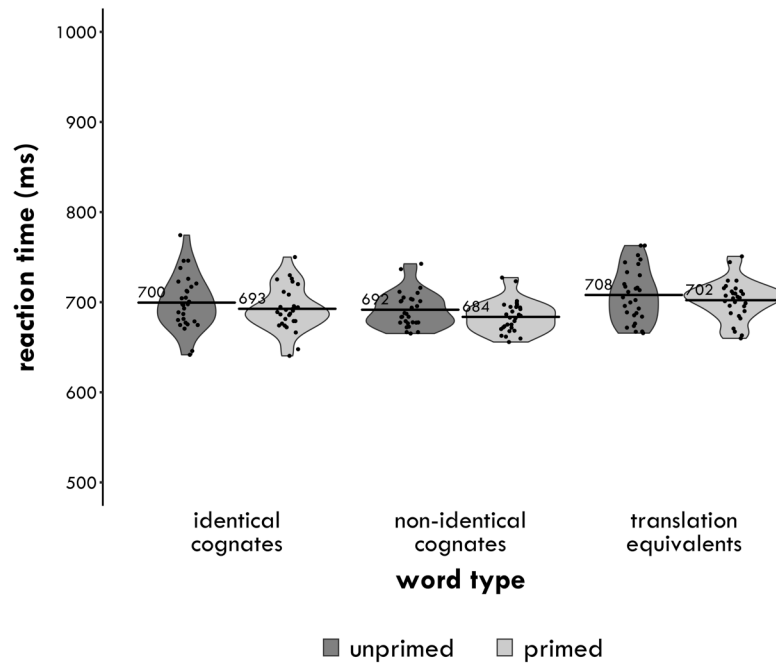 1000
900
800
700
600
500
reaction time (ms)
700
693
692
684
708
702
identical
cognates
non-identical
cognates
translation
equivalents
word type
unprimed
primed